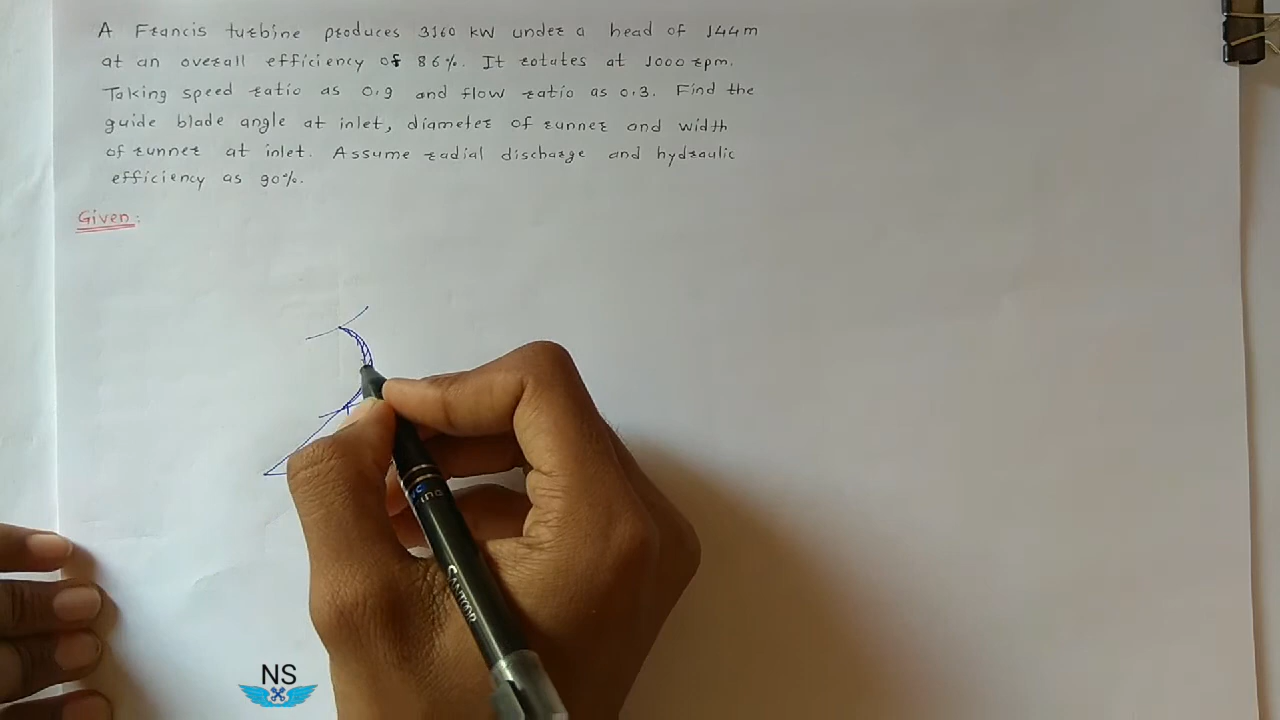 A Francis turbine produces 3160 kW under a head of 144m
at an overall efficiency of 86%. It rotates at 1000 rpm.
Taking speed ratio as 0.9 and flow ratio as 0.3. Find the
guide blade angle at inlet, diameter of runner and width
of runner at inlet. Assume radial discharge and hydraulic
efficiency as 90%.
Given:
SANTOOR
NS